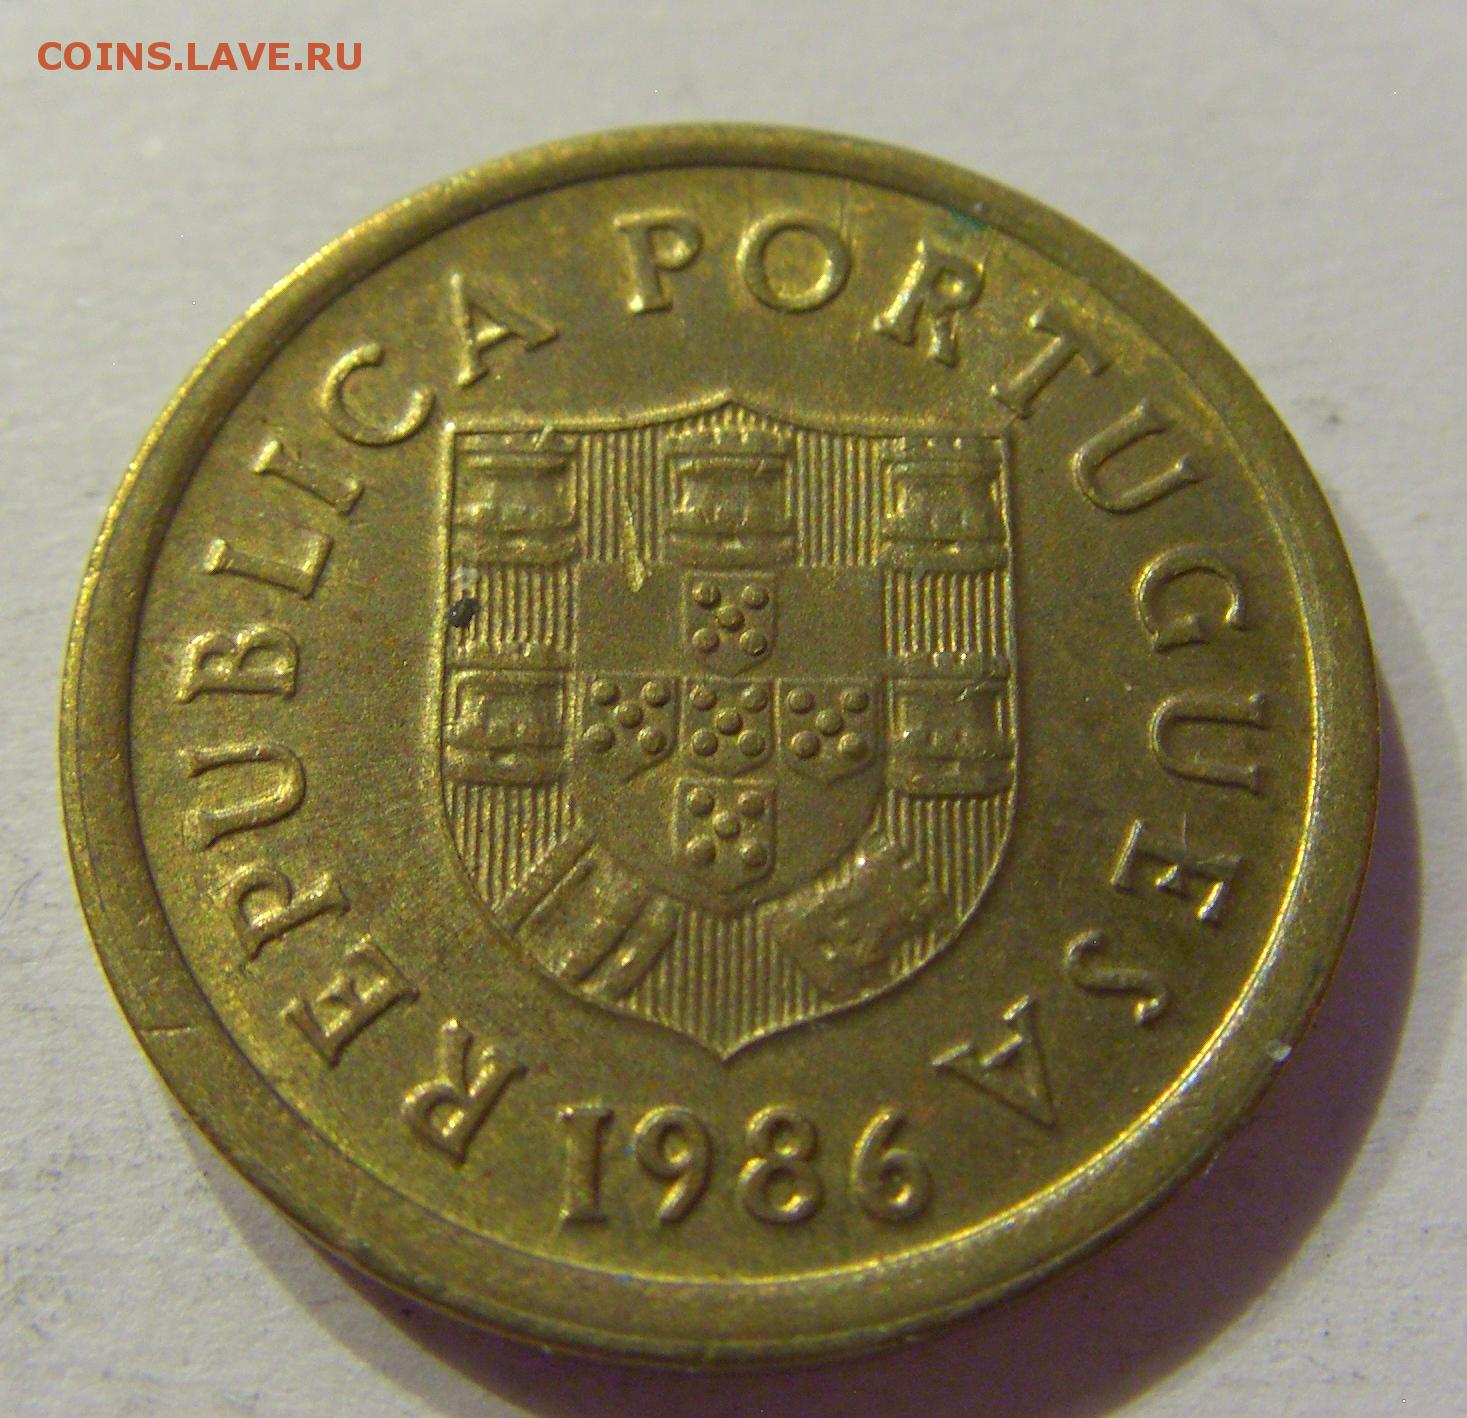 COINS.LAVE.RU
REPUBLICA PORTUGUESA
1986